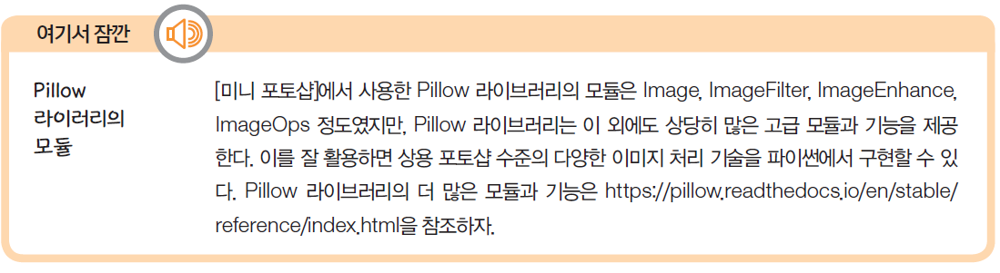 여기서 잠깐
Pillow
라이러리의
모듈
[미니 포토샵]에서 사용한 Pillow 라이브러리의 모듈은 Image, ImageFilter, ImageEnhance,
ImageOps 정도였지만, Pillow 라이브러리는 이 외에도 상당히 많은 고급 모듈과 기능을 제공
한다. 이를 잘 활용하면 상용 포토샵 수준의 다양한 이미지 처리 기술을 파이썬에서 구현할 수 있
다. Pillow 라이브러리의 더 많은 모듈과 기능은 https://pillow.readthedocs.io/en/stable/
reference/index.html을 참조하자.